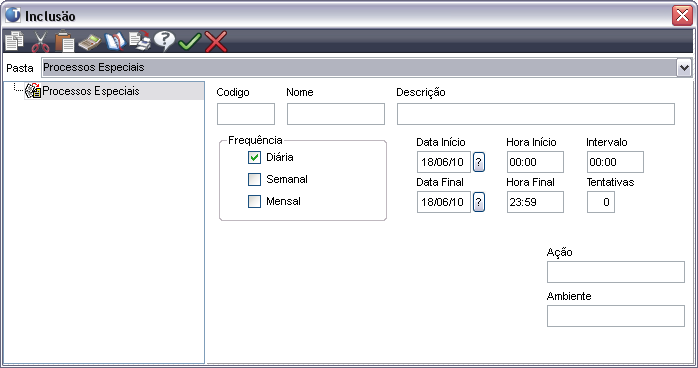 Inclusão
Pasta Processos Especiais
Processos Especiais
Codigo Nome Descrição
Frequência
Diária
Semanal
Mensal
Data Início Hora Início Intervalo
18/06/10 ? 00:00 00:00
Data Final Hora Final Tentativas
18/06/10 ? 23:59 0
Ação
Ambiente